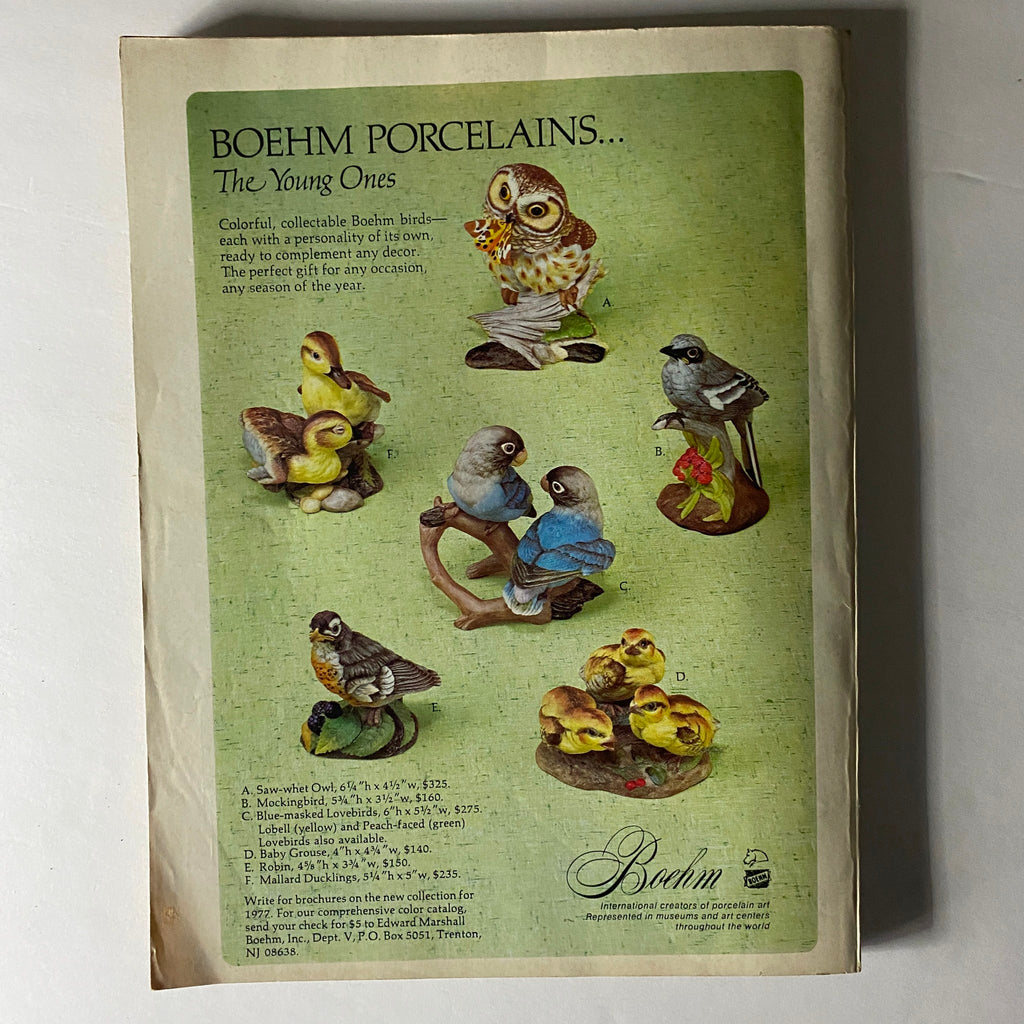 BOEHM PORCELAINS...
The Young Ones
Colorful, collectable Boehm birds—
each with a personality of its own,
ready to complement any decor.
The perfect gift for any occasion,
any season of the year.
A.
F.
B.
C.
D.
E.
A. Saw-whet Owl, 6¼"h x 4½"w, $325.
B. Mockingbird, 5¾"h x 3½"w, $160.
C. Blue-masked Lovebirds, 6"h x 5½"w, $275.
Lobell (yellow) and Peach-faced (green)
Lovebirds also available.
D. Baby Grouse, 4"h x 4¾"w, $140.
E. Robin, 4⅝"h x 3¾"w, $150.
F. Mallard Ducklings, 5¼"h x 5"w, $235.
Write for brochures on the new collection for
1977. For our comprehensive color catalog,
send your check for $5 to Edward Marshall
Boehm, Inc., Dept. V, P.O. Box 5051, Trenton,
NJ 08638.
Boehm
BOEHM
International creators of porcelain art
Represented in museums and art centers
throughout the world